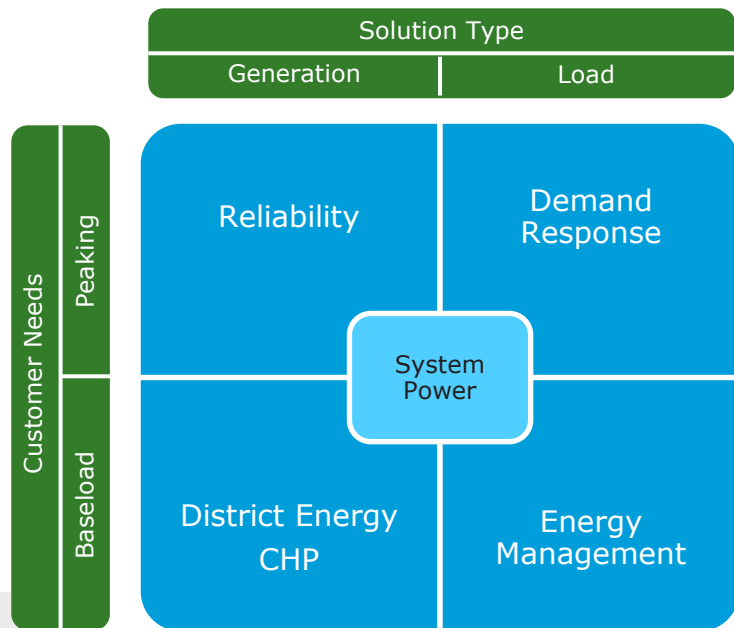 Solution Type
Generation
Load
Customer Needs
Peaking
Baseload
Reliability
Demand
Response
System
Power
District Energy
CHP
Energy
Management